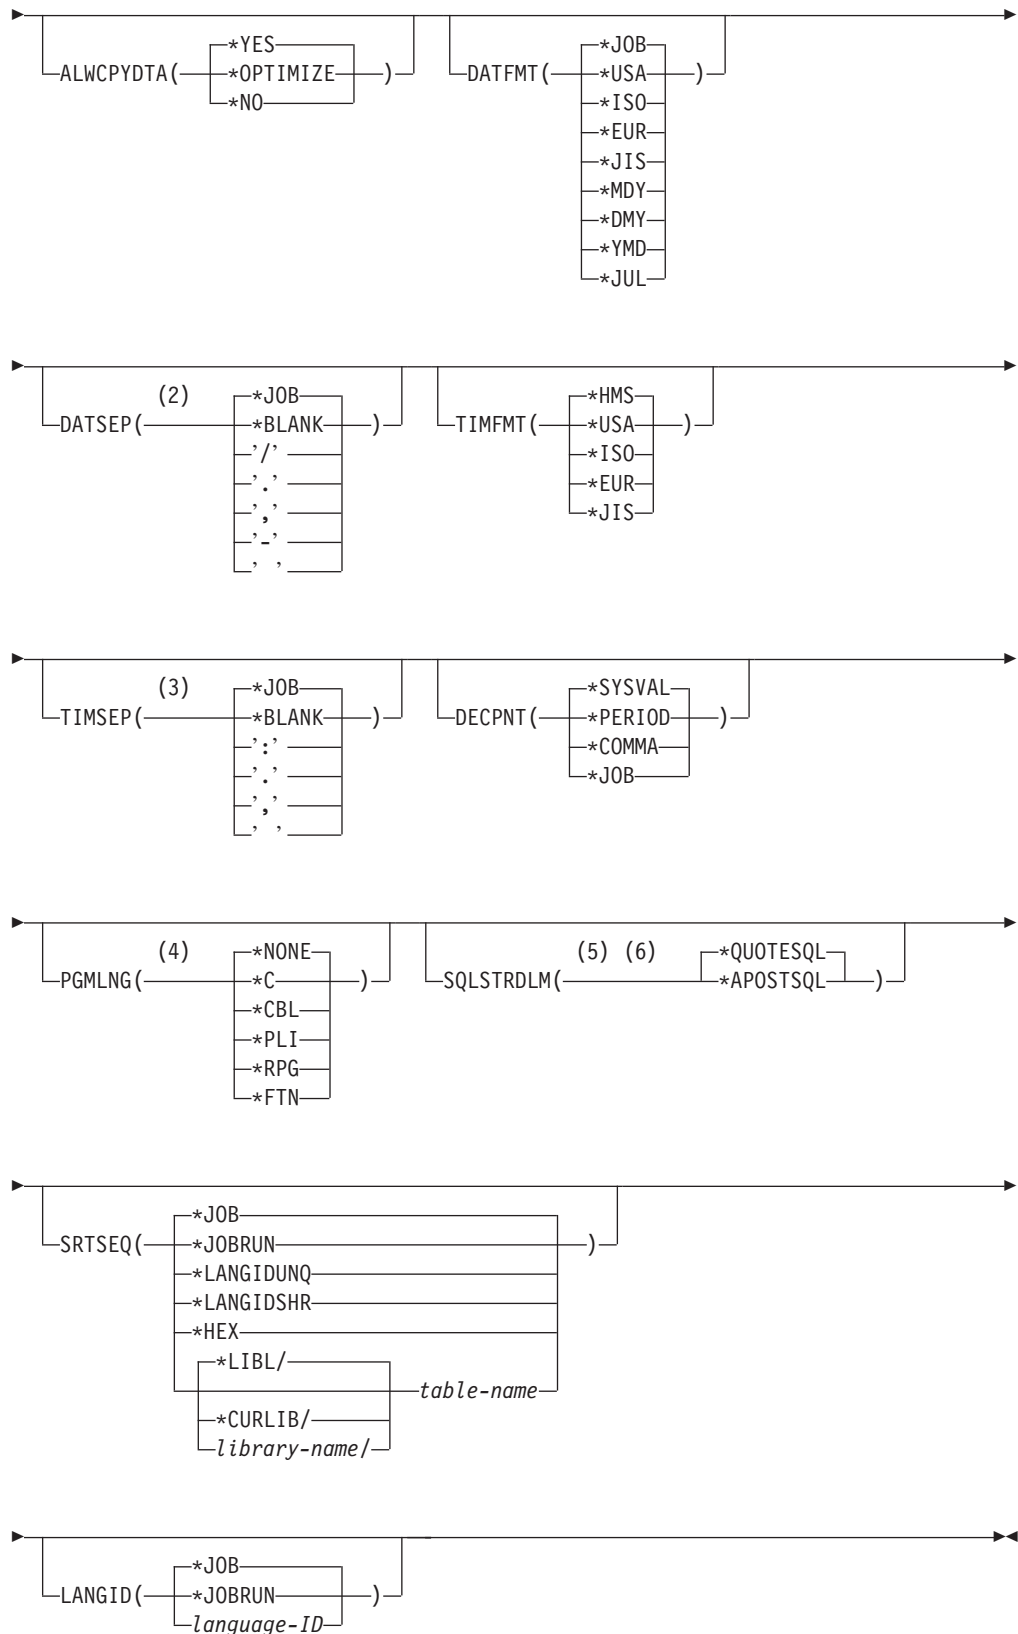 ALWCPYDTA( *YES )
*OPTIMIZE
*NO
DATFMT( *JOB )
*USA
*ISO
*EUR
*JIS
*MDY
*DMY
*YMD
*JUL
DATSEP( (2) *JOB )
*BLANK
'/'
'.'
','
'-'
' '
TIMFMT( *HMS )
*USA
*ISO
*EUR
*JIS
TIMSEP( (3) *JOB )
*BLANK
':'
'.'
','
' '
DECPNT( *SYSVAL )
*PERIOD
*COMMA
*JOB
PGMLNG( (4) *NONE )
*C
*CBL
*PLI
*RPG
*FTN
SQLSTRDLM( (5) (6) *QUOTESQL )
*APOSTSQL
SRTSEQ( *JOB )
*JOBRUN
*LANGIDUNQ
*LANGIDSHR
*HEX
*LIBL/ table-name
*CURLIB/
library-name/
LANGID( *JOB )
*JOBRUN
language-ID